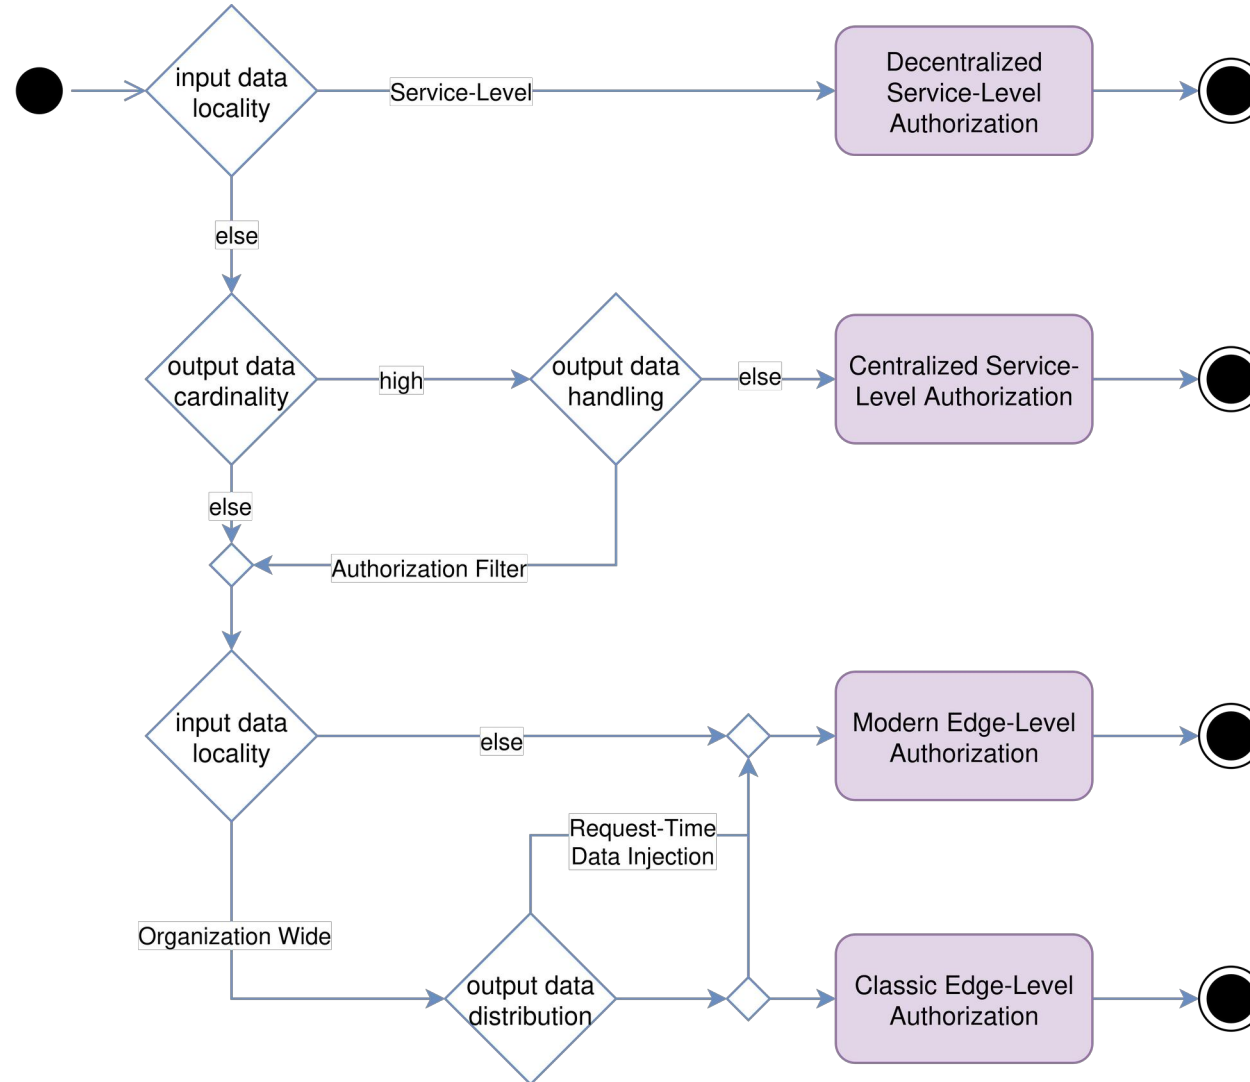 input data
locality
Service-Level
Decentralized
Service-Level
Authorization
else
output data
cardinality
high
output data
handling
else
Centralized Service-
Level Authorization
else
Authorization Filter
input data
locality
else
Modern Edge-Level
Authorization
Request-Time
Data Injection
Organization Wide
output data
distribution
Classic Edge-Level
Authorization